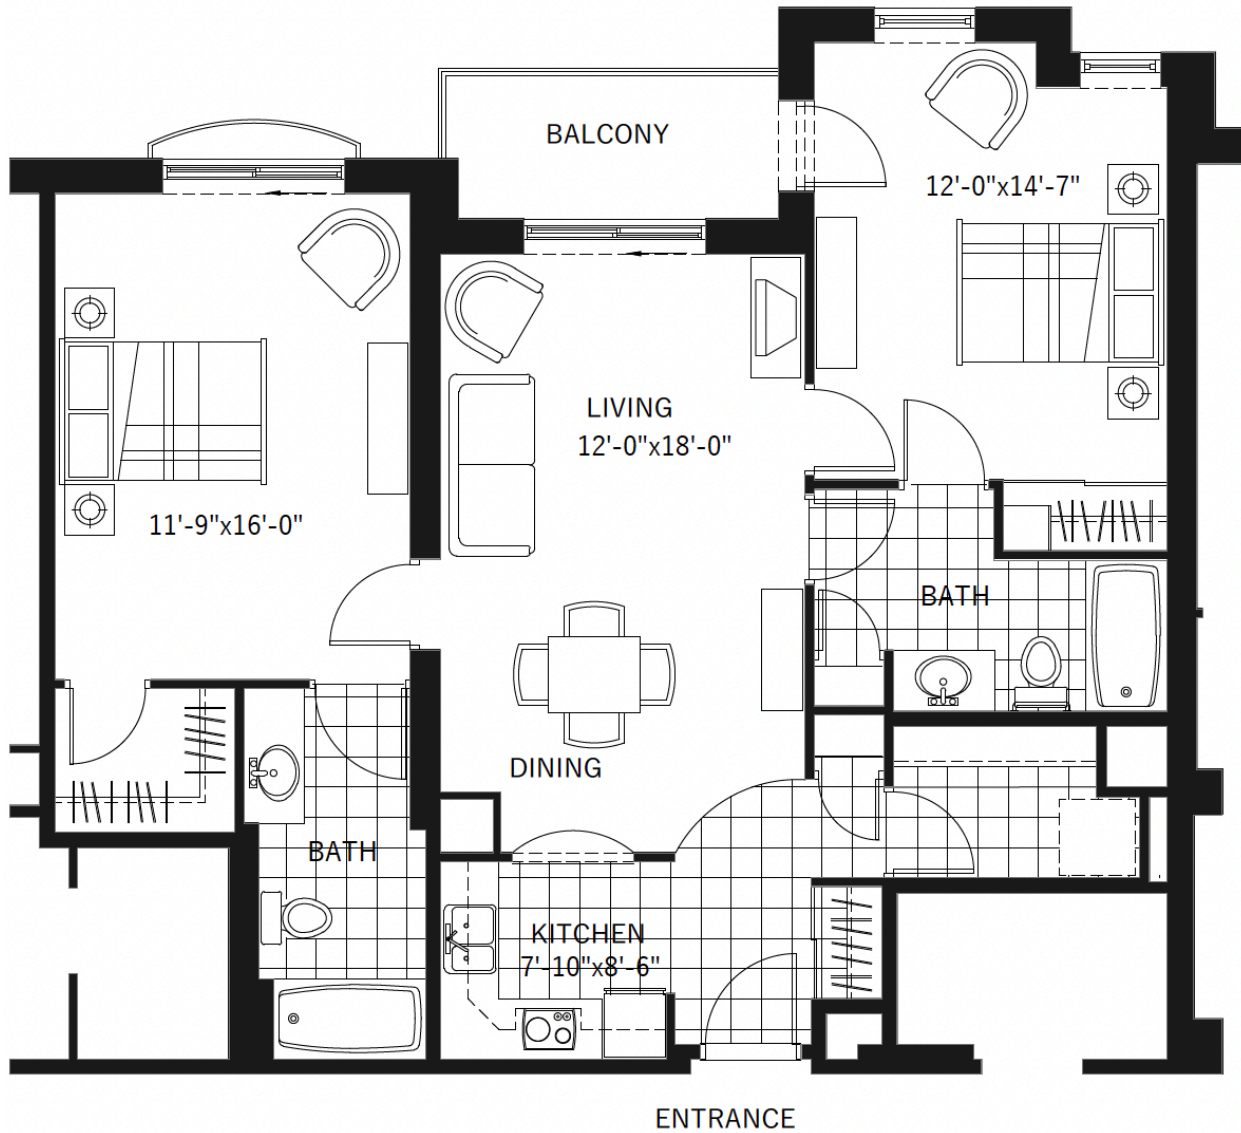 BALCONY
12'-0"x14'-7"
LIVING
12'-0"x18'-0"
11'-9"x16'-0"
BATH
DINING
BATH
KITCHEN
7'-10"x8'-6"
ENTRANCE